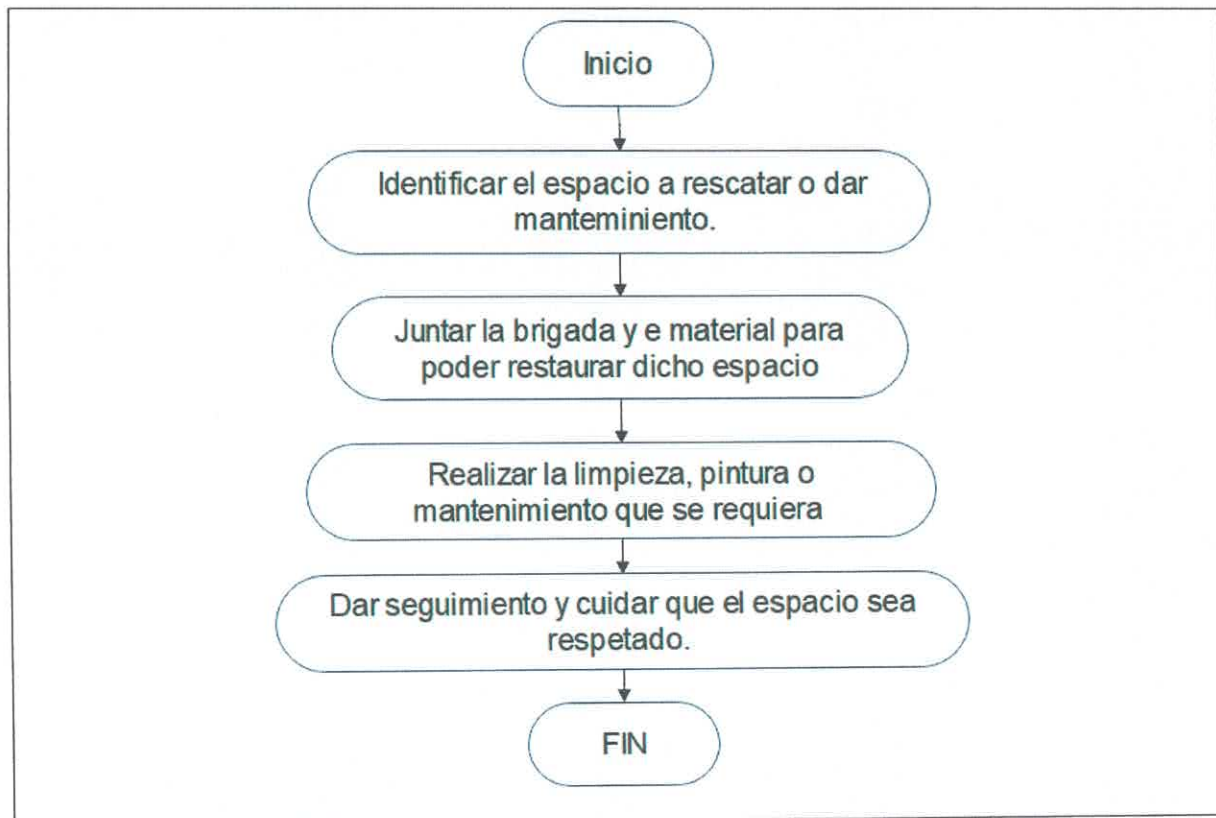 Inicio
Identificar el espacio a rescatar o dar
manteminiento.
Juntar la brigada y e material para
poder restaurar dicho espacio
Realizar la limpieza, pintura o
mantenimiento que se requiera
Dar seguimiento y cuidar que el espacio sea
respetado.
FIN